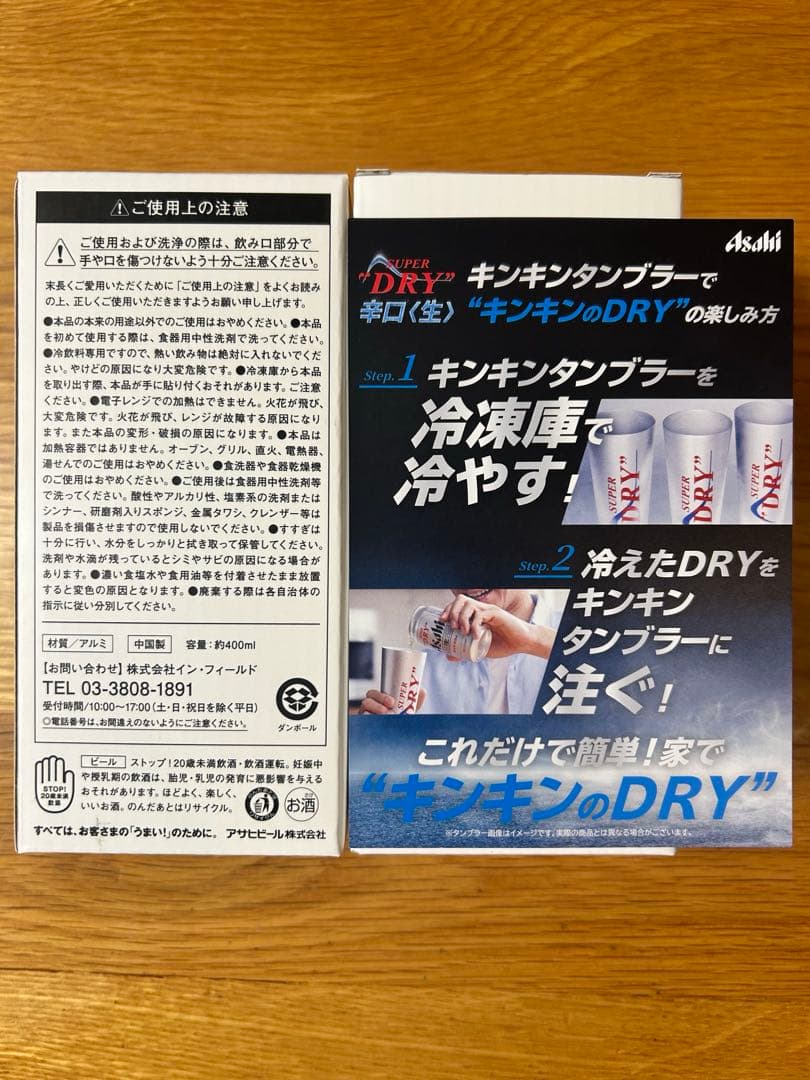 ⚠ご使用上の注意
ご使用および洗浄の際は、飲み口部分で
手や口を傷つけないよう十分ご注意ください。
末長くご愛用いただくために「ご使用上の注意」をよくお読み
の上、正しくご使用いただきますようお願い申し上げます。
●本品の本来の用途以外でのご使用はおやめください。●本品
を初めて使用する際は、食器用中性洗剤で洗ってください。
●冷飲料専用ですので、熱い飲み物は絶対に入れないでくだ
さい。やけどの原因になり大変危険です。●冷凍庫から本品
を取り出す際、本品が手に貼り付くおそれがあります。ご注意
ください。●電子レンジでの加熱はできません。火花が飛び、
大変危険です。火花が飛び、レンジが故障する原因になり
ます。また本品の変形・破損の原因になります。●本品は
加熱容器ではありません。オーブン、グリル、直火、電熱器、
湯せんでのご使用はおやめください。●食洗器や食器乾燥機
のご使用はおやめください。●ご使用後は食器用中性洗剤等
で洗ってください。酸性やアルカリ性、塩素系の洗剤または
シンナー、研磨剤入りスポンジ、金属タワシ、クレンザー等は
製品を損傷させますので使用しないでください。●すすぎは
十分に行い、水分をしっかりと拭き取って保管してください。
洗剤や水滴が残っているとシミやサビの原因になる場合が
あります。●濃い食塩水や食用油等を付着させたまま放置
すると変色の原因となります。●廃棄する際は各自治体の
指示に従い分別してください。
材質／アルミ 中国製 容量：約400ml
【お問い合わせ】株式会社イン・フィールド
TEL 03-3808-1891
受付時間/10:00〜17:00（土・日・祝日を除く平日）
◎電話番号は、お間違えのないようにご注意ください。
ダンボール
STOP!
20歳未満
飲酒
ビール ストップ！20歳未満飲酒・飲酒運転。妊娠中
や授乳期の飲酒は、胎児・乳児の発育に悪影響を与える
おそれがあります。ほどよく、楽しく、
いいお酒。のんだあとはリサイクル。
お酒
すべては、お客さまの「うまい！」のために。 アサヒビール株式会社
Asahi
SUPER
"DRY"
辛口〈生〉
キンキンタンブラーで
“キンキンのDRY”の楽しみ方
Step.1 キンキンタンブラーを
冷凍庫で
冷やす！
SUPER
DRY”
SUPER
DRY”
SUPER
DRY”
Step.2 冷えたDRYを
キンキン
タンブラーに
注ぐ！
Asahi
SUPER
DRY
これだけで簡単！家で
“キンキンのDRY”
※タンブラー画像はイメージです。実際の商品とは異なる場合がございます。